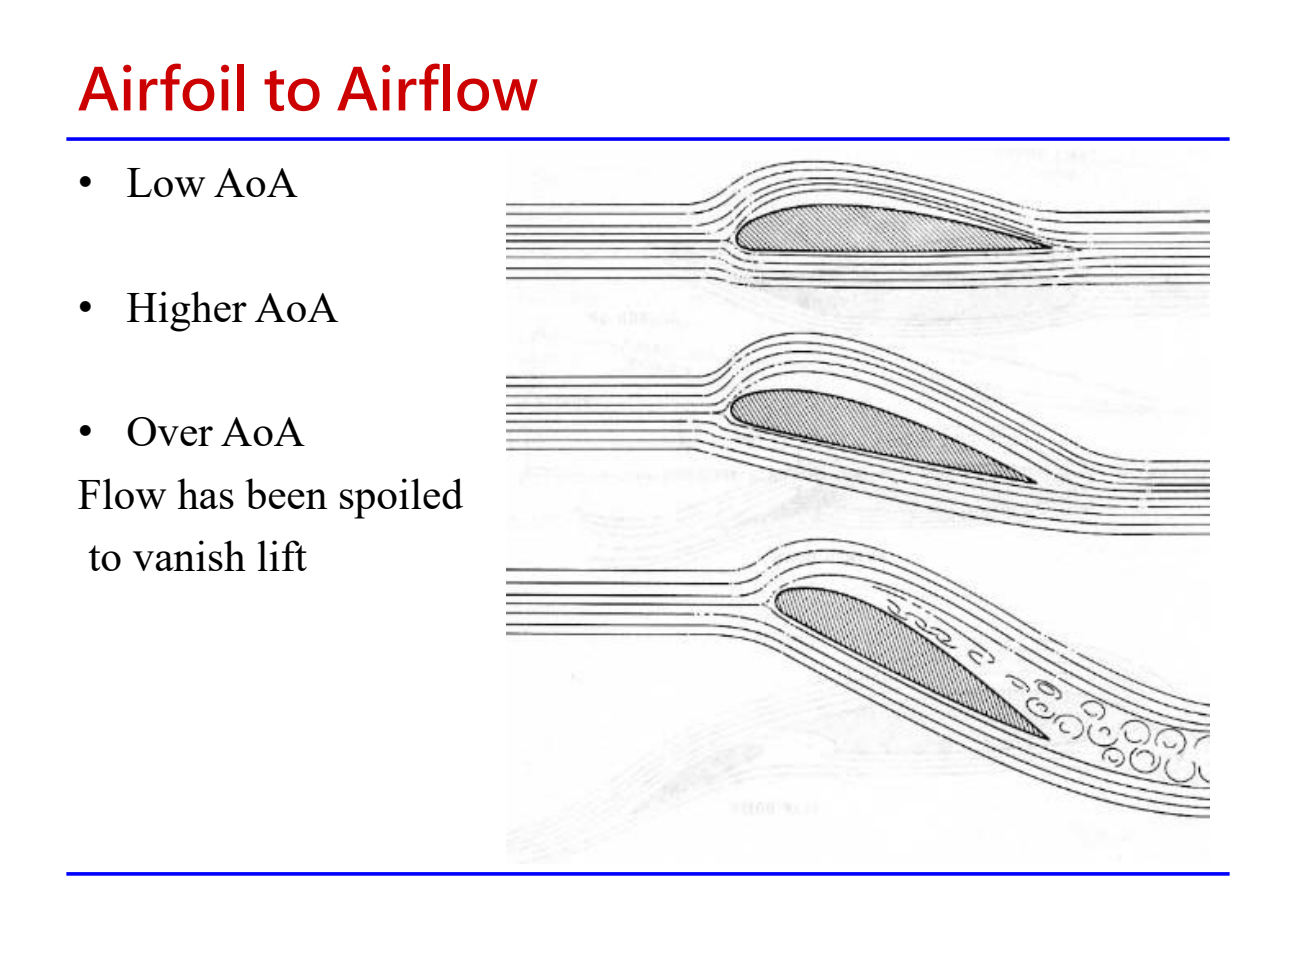 Airfoil to Airflow
• Low AoA
• Higher AoA
• Over AoA
Flow has been spoiled
to vanish lift